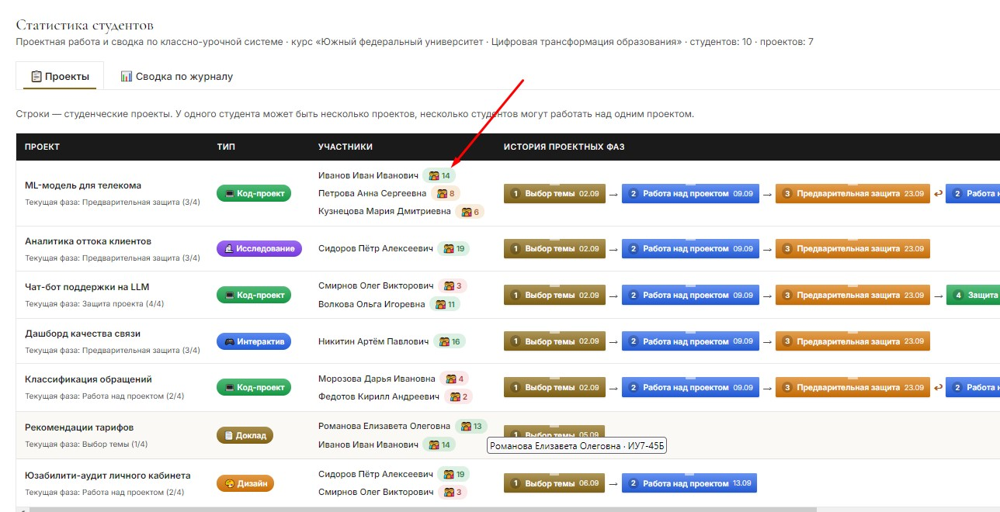 Статистика студентов
Проектная работа и сводка по классно-урочной системе · курс «Южный федеральный университет · Цифровая трансформация образования» · студентов: 10 · проектов: 7
Проекты
Сводка по журналу
Строки — студенческие проекты. У одного студента может быть несколько проектов, несколько студентов могут работать над одним проектом.
ПРОЕКТ ТИП УЧАСТНИКИ ИСТОРИЯ ПРОЕКТНЫХ ФАЗ
ML-модель для телекома
Текущая фаза: Предварительная защита (3/4)
Код-проект
Иванов Иван Иванович 14
Петрова Анна Сергеевна 8
Кузнецова Мария Дмитриевна 6
1 Выбор темы 02.09 → 2 Работа над проектом 09.09 → 3 Предварительная защита 23.09 ↩ 2 Работа
Аналитика оттока клиентов
Текущая фаза: Предварительная защита (3/4)
Исследование
Сидоров Пётр Алексеевич 19
1 Выбор темы 02.09 → 2 Работа над проектом 09.09 → 3 Предварительная защита 23.09
Чат-бот поддержки на LLM
Текущая фаза: Защита проекта (4/4)
Код-проект
Смирнов Олег Викторович 3
Волкова Ольга Игоревна 11
1 Выбор темы 02.09 → 2 Работа над проектом 09.09 → 3 Предварительная защита 23.09 → 4 Защита
Дашборд качества связи
Текущая фаза: Предварительная защита (3/4)
Интерактив
Никитин Артём Павлович 16
1 Выбор темы 02.09 → 2 Работа над проектом 09.09 → 3 Предварительная защита 23.09
Классификация обращений
Текущая фаза: Работа над проектом (2/4)
Код-проект
Морозова Дарья Ивановна 4
Федотов Кирилл Андреевич 2
1 Выбор темы 02.09 → 2 Работа над проектом 09.09 → 3 Предварительная защита 23.09 ↩ 2 Работа
Рекомендации тарифов
Текущая фаза: Выбор темы (1/4)
Доклад
Романова Елизавета Олеговна 13
Иванов Иван Иванович 14
1 Выбор темы 05.09
Романова Елизавета Олеговна · ИУ7-45Б
Юзабилити-аудит личного кабинета
Текущая фаза: Работа над проектом (2/4)
Дизайн
Сидоров Пётр Алексеевич 19
Смирнов Олег Викторович 3
1 Выбор темы 06.09 → 2 Работа над проектом 13.09